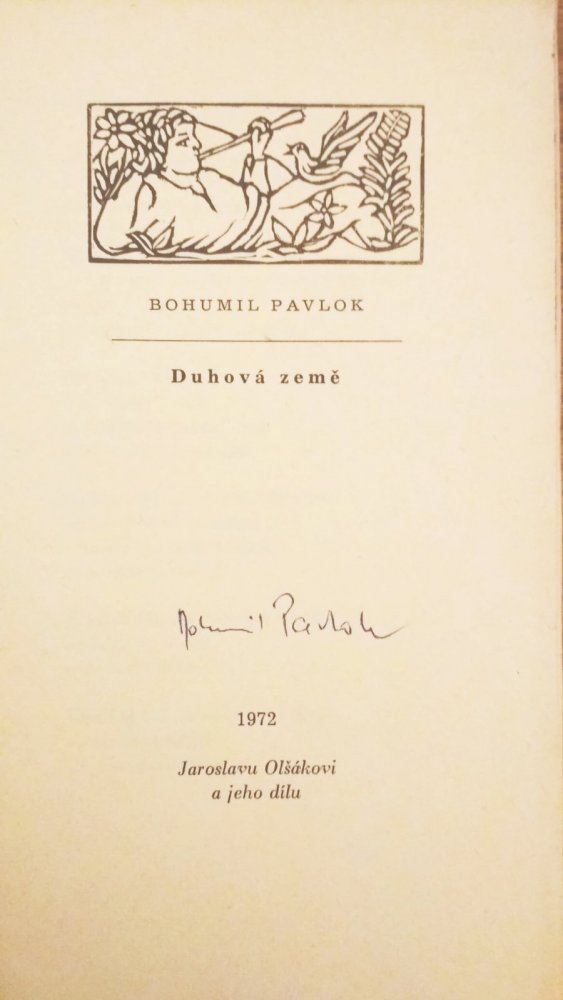 BOHUMIL PAVLOK
Duhová země
Bohumil Pavlok
1972
Jaroslavu Olšákovi
a jeho dílu